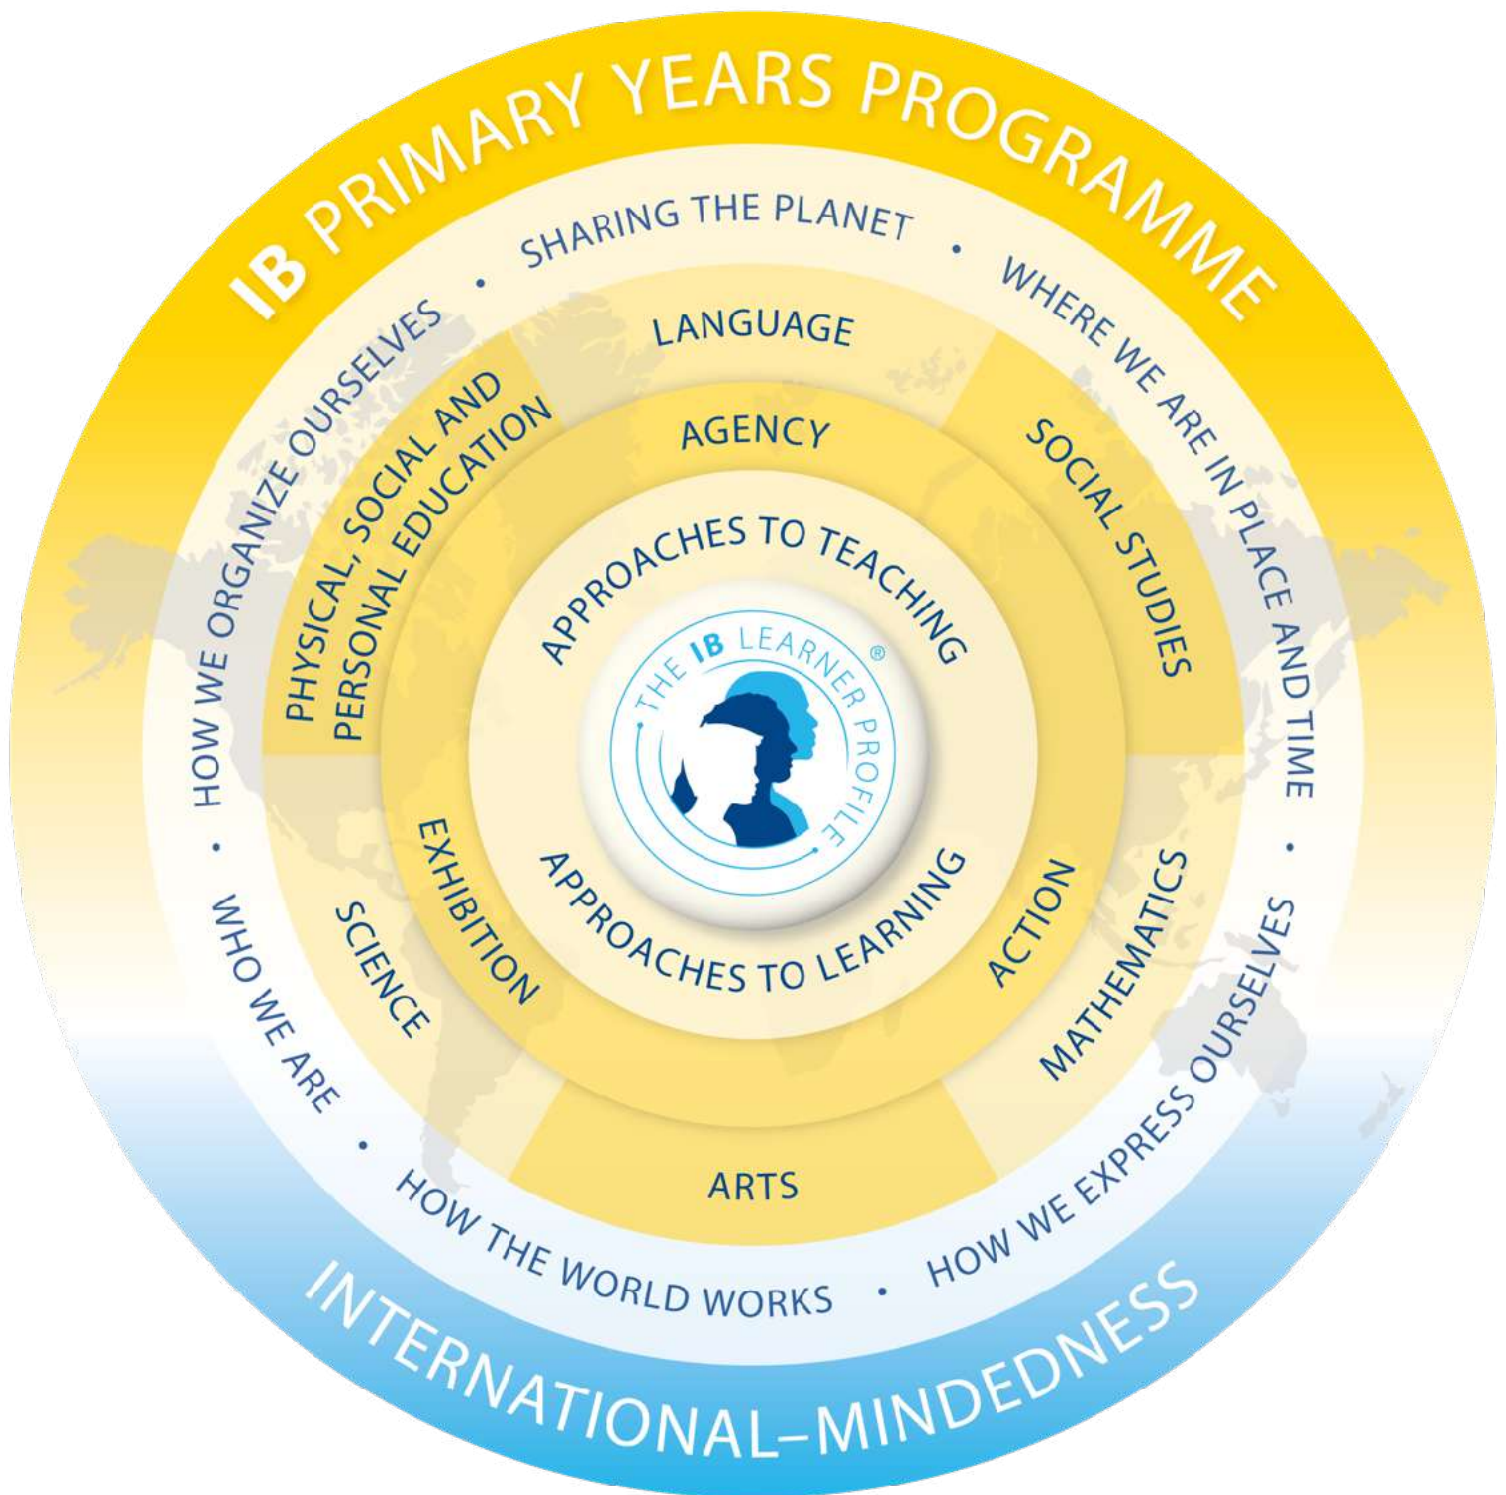 IB PRIMARY YEARS PROGRAMME
SHARING THE PLANET
•
WHERE WE ARE IN PLACE AND TIME
•
HOW WE EXPRESS OURSELVES
•
HOW THE WORLD WORKS
•
WHO WE ARE
•
HOW WE ORGANIZE OURSELVES
•
LANGUAGE
SOCIAL STUDIES
MATHEMATICS
ARTS
SCIENCE
PHYSICAL, SOCIAL AND
PERSONAL EDUCATION
AGENCY
ACTION
EXHIBITION
APPROACHES TO TEACHING
APPROACHES TO LEARNING
• THE IB LEARNER PROFILE •
®
INTERNATIONAL–MINDEDNESS